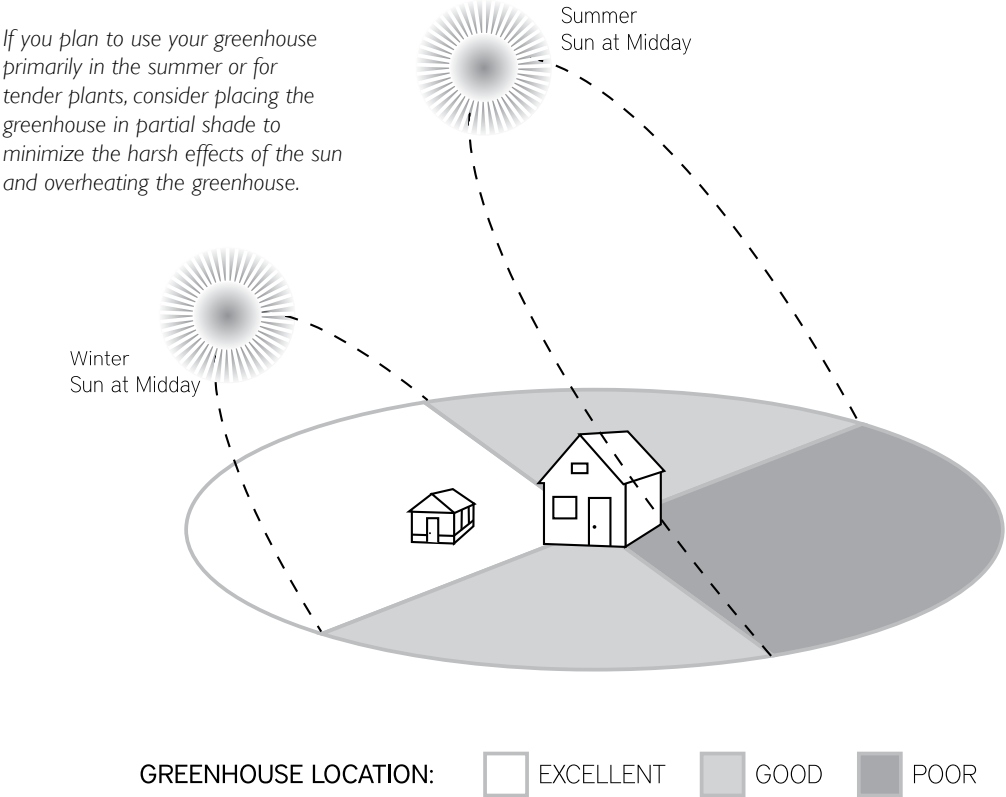 If you plan to use your greenhouse
primarily in the summer or for
tender plants, consider placing the
greenhouse in partial shade to
minimize the harsh effects of the sun
and overheating the greenhouse.
Summer
Sun at Midday
Winter
Sun at Midday
GREENHOUSE LOCATION: EXCELLENT GOOD POOR